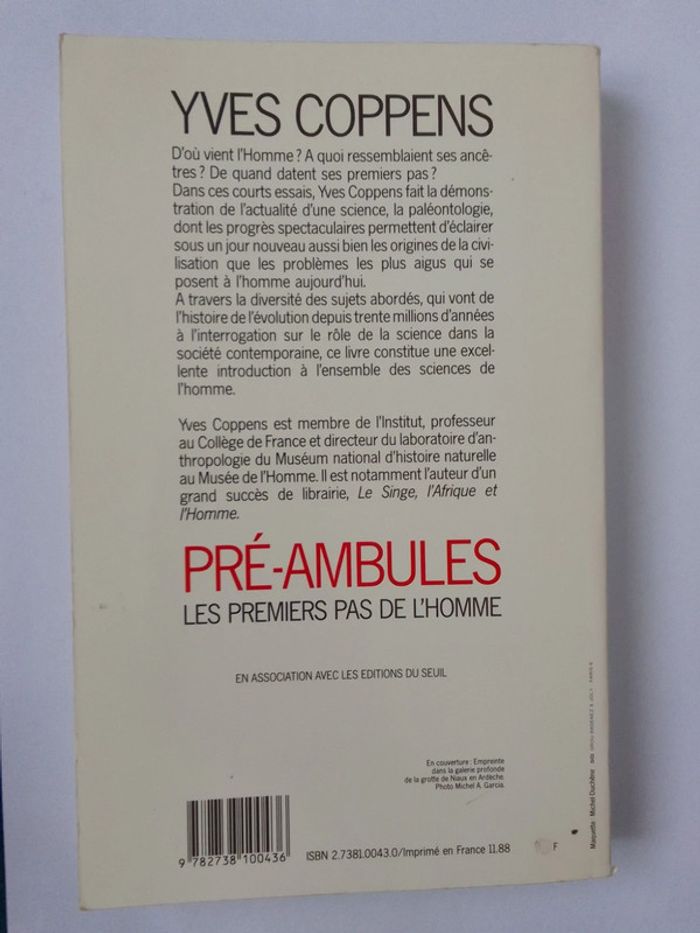 YVES COPPENS
D'où vient l'Homme ? A quoi ressemblaient ses ancê-
tres ? De quand datent ses premiers pas ?
Dans ces courts essais, Yves Coppens fait la démons-
tration de l'actualité d'une science, la paléontologie,
dont les progrès spectaculaires permettent d'éclairer
sous un jour nouveau aussi bien les origines de la civi-
lisation que les problèmes les plus aigus qui se
posent à l'homme aujourd'hui.
A travers la diversité des sujets abordés, qui vont de
l'histoire de l'évolution depuis trente millions d'années
à l'interrogation sur le rôle de la science dans la
société contemporaine, ce livre constitue une excel-
lente introduction à l'ensemble des sciences de
l'homme.
Yves Coppens est membre de l'Institut, professeur
au Collège de France et directeur du laboratoire d'an-
thropologie du Muséum national d'histoire naturelle
au Musée de l'Homme. Il est notamment l'auteur d'un
grand succès de librairie, Le Singe, l'Afrique et
l'Homme.
PRÉ-AMBULES
LES PREMIERS PAS DE L'HOMME
EN ASSOCIATION AVEC LES EDITIONS DU SEUIL
En couverture : Empreinte
dans la galerie profonde
de la grotte de Niaux en Ardèche.
Photo Michel A. Garcia.
9 782738 100436
ISBN 2.7381.0043.0/Imprimé en France 11.88
F
Maquette : Michel Duchêne